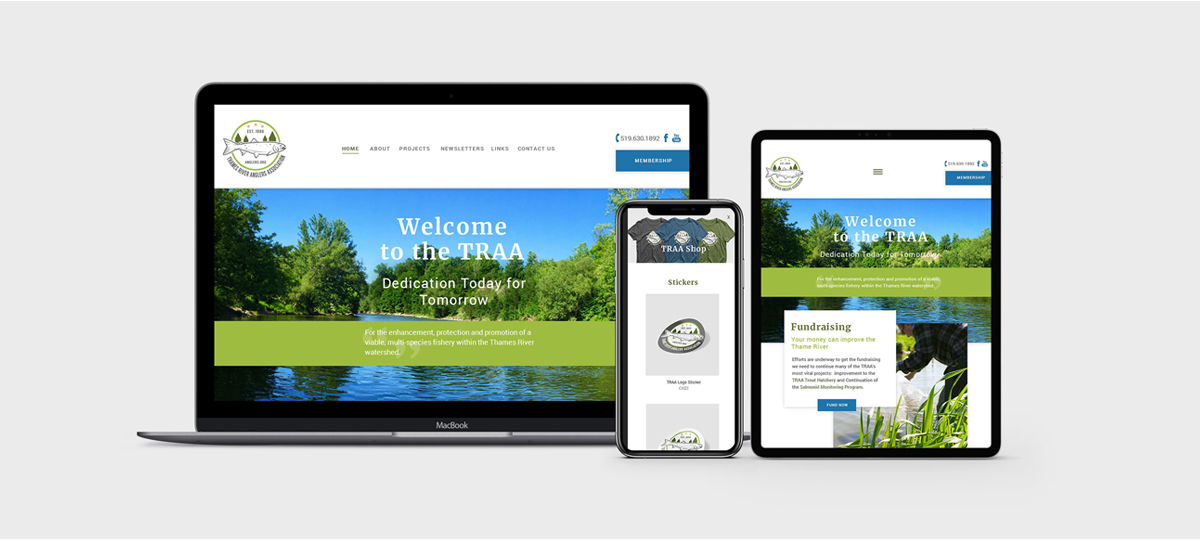 EST. 1986
ANGLERS.ORG
THAMES RIVER ANGLERS ASSOCIATION
HOME ABOUT PROJECTS NEWSLETTERS LINKS CONTACT US
519.630.1892
MEMBERSHIP
Welcome
to the TRAA
Dedication Today for
Tomorrow
For the enhancement, protection and promotion of a
viable, multi-species fishery within the Thames River
watershed.
MacBook
TRAA Shop
X
Stickers
TRAA Logo Sticker
519.630.1892
MEMBERSHIP
Welcome
to the TRAA
Dedication Today for Tomorrow
For the enhancement, protection and promotion of a viable,
multi-species fishery within the Thames River watershed.
Fundraising
Your money can improve the
Thame River
Efforts are underway to get the fundraising
we need to continue many of the TRAA's
most vital projects: improvement to the
TRAA Trout Hatchery and Continuation of
the Salmonid Monitoring Program.
FUND NOW